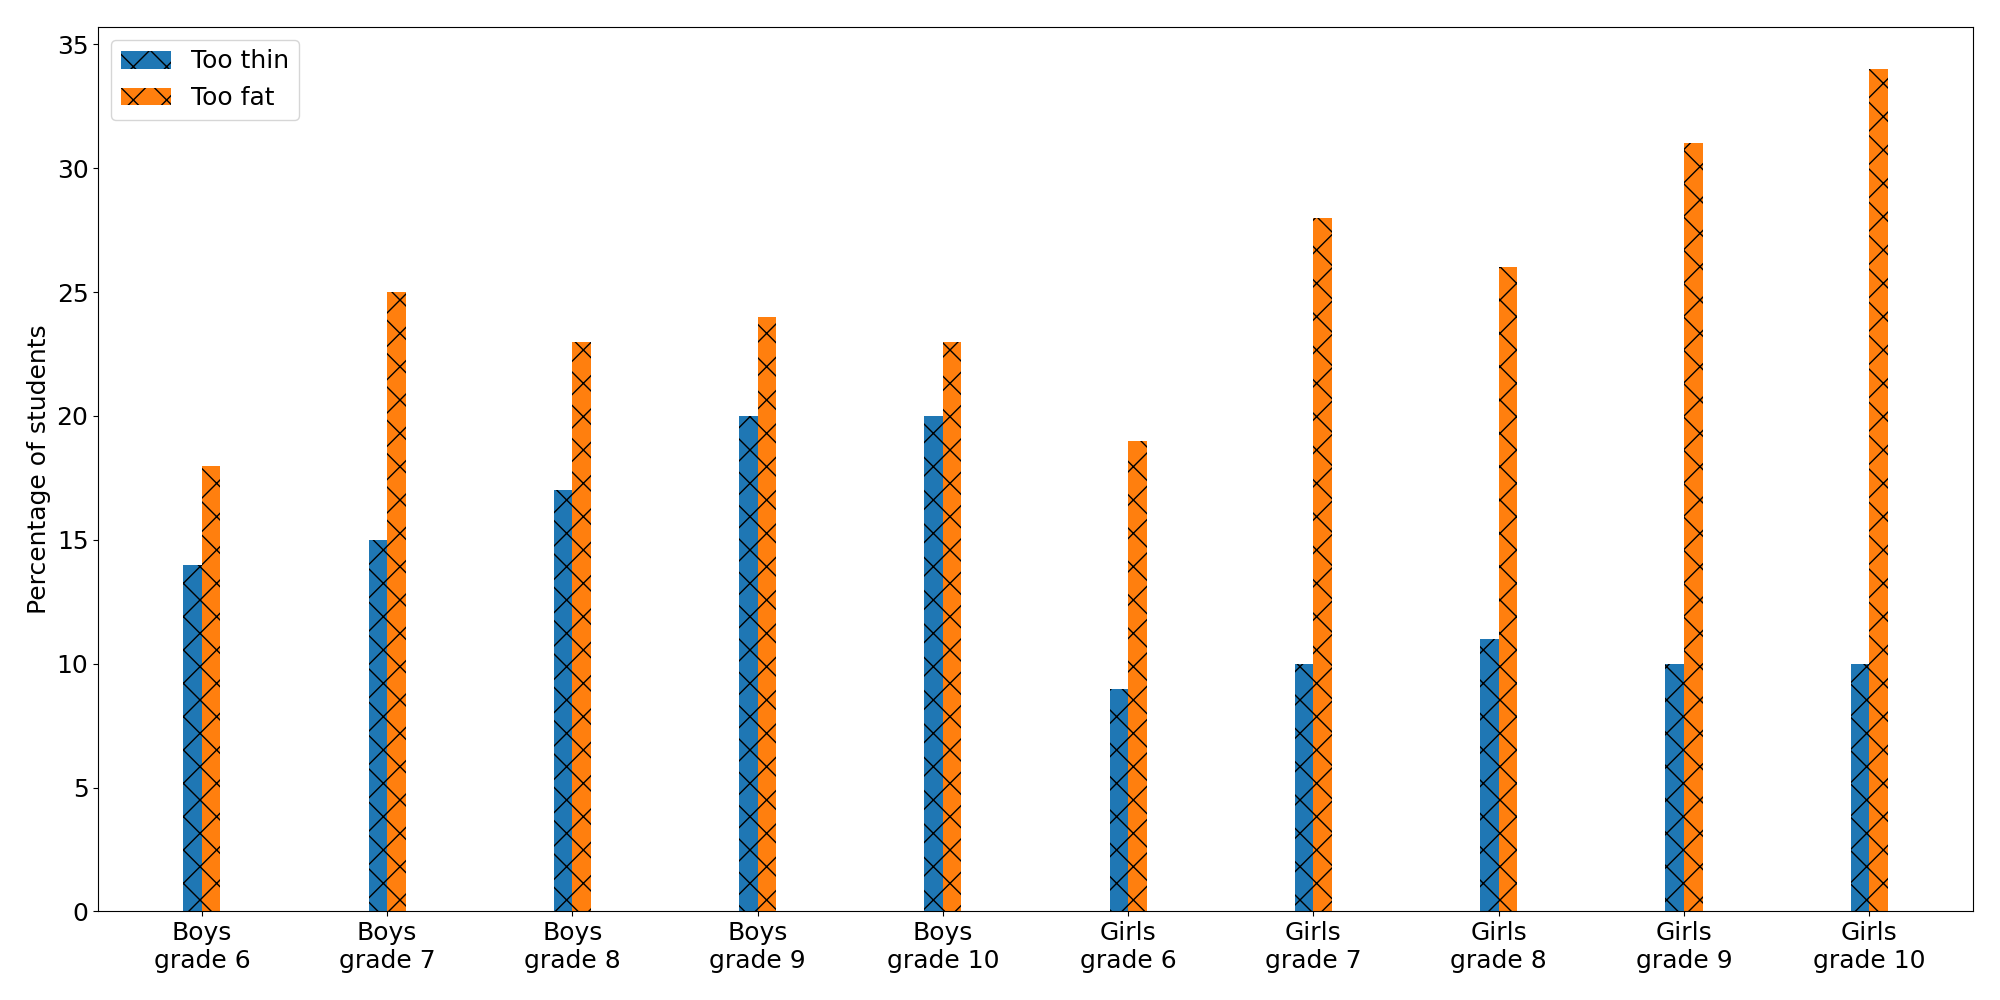 Too thin
Too fat
Percentage of students
35
30
25
20
15
10
5
0
Boys
grade 6
Boys
grade 7
Boys
grade 8
Boys
grade 9
Boys
grade 10
Girls
grade 6
Girls
grade 7
Girls
grade 8
Girls
grade 9
Girls
grade 10